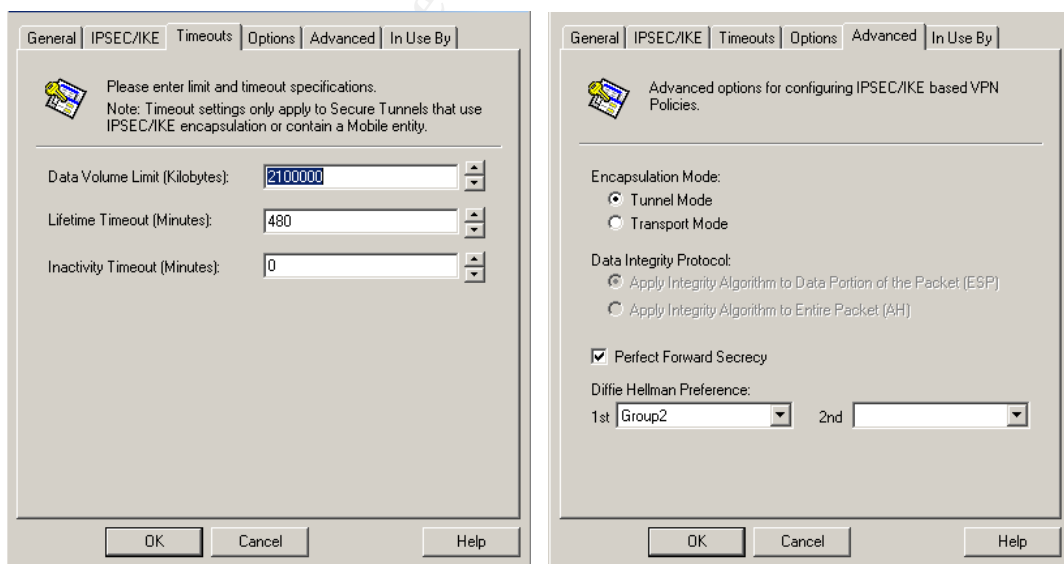 General IPSEC/IKE Timeouts Options Advanced In Use By
Please enter limit and timeout specifications.
Note: Timeout settings only apply to Secure Tunnels that use
IPSEC/IKE encapsulation or contain a Mobile entity.
Data Volume Limit (Kilobytes): 2100000
Lifetime Timeout (Minutes): 480
Inactivity Timeout (Minutes): 0
OK Cancel Help
General IPSEC/IKE Timeouts Options Advanced In Use By
Advanced options for configuring IPSEC/IKE based VPN
Policies.
Encapsulation Mode:
Tunnel Mode
Transport Mode
Data Integrity Protocol:
Apply Integrity Algorithm to Data Portion of the Packet (ESP)
Apply Integrity Algorithm to Entire Packet (AH)
Perfect Forward Secrecy
Diffie Hellman Preference:
1st Group2 2nd
OK Cancel Help